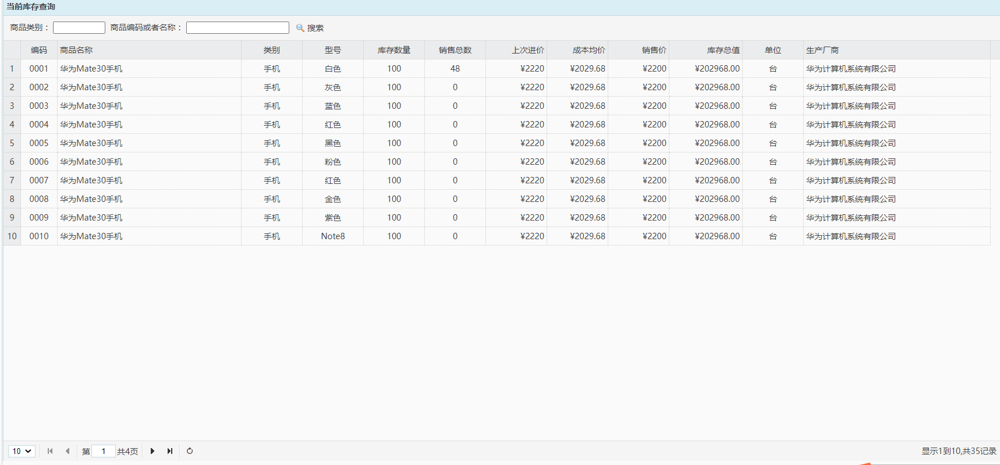 当前库存查询
商品类别： 商品编码或者名称： 搜索
编码 商品名称 类别 型号 库存数量 销售总数 上次进价 成本均价 销售价 库存总值 单位 生产厂商
1 0001 华为Mate30手机 手机 白色 100 48 ¥2220 ¥2029.68 ¥2200 ¥202968.00 台 华为计算机系统有限公司
2 0002 华为Mate30手机 手机 灰色 100 0 ¥2220 ¥2029.68 ¥2200 ¥202968.00 台 华为计算机系统有限公司
3 0003 华为Mate30手机 手机 蓝色 100 0 ¥2220 ¥2029.68 ¥2200 ¥202968.00 台 华为计算机系统有限公司
4 0004 华为Mate30手机 手机 红色 100 0 ¥2220 ¥2029.68 ¥2200 ¥202968.00 台 华为计算机系统有限公司
5 0005 华为Mate30手机 手机 黑色 100 0 ¥2220 ¥2029.68 ¥2200 ¥202968.00 台 华为计算机系统有限公司
6 0006 华为Mate30手机 手机 粉色 100 0 ¥2220 ¥2029.68 ¥2200 ¥202968.00 台 华为计算机系统有限公司
7 0007 华为Mate30手机 手机 红色 100 0 ¥2220 ¥2029.68 ¥2200 ¥202968.00 台 华为计算机系统有限公司
8 0008 华为Mate30手机 手机 金色 100 0 ¥2220 ¥2029.68 ¥2200 ¥202968.00 台 华为计算机系统有限公司
9 0009 华为Mate30手机 手机 紫色 100 0 ¥2220 ¥2029.68 ¥2200 ¥202968.00 台 华为计算机系统有限公司
10 0010 华为Mate30手机 手机 Note8 100 0 ¥2220 ¥2029.68 ¥2200 ¥202968.00 台 华为计算机系统有限公司
10 第 1 共4页 显示1到10,共35记录